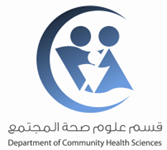 قسم علوم صحة المجتمع
Department of Community Health Sciences